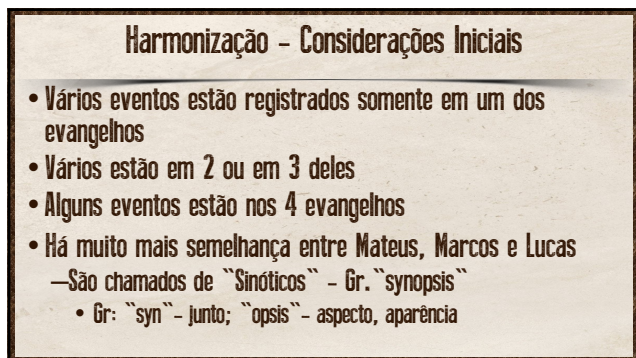 Harmonização - Considerações Iniciais
• Vários eventos estão registrados somente em um dos
evangelhos
• Vários estão em 2 ou em 3 deles
• Alguns eventos estão nos 4 evangelhos
• Há muito mais semelhança entre Mateus, Marcos e Lucas
–São chamados de ``Sinóticos`` - Gr. ``synopsis``
• Gr: ``syn``- junto; ``opsis``- aspecto, aparência